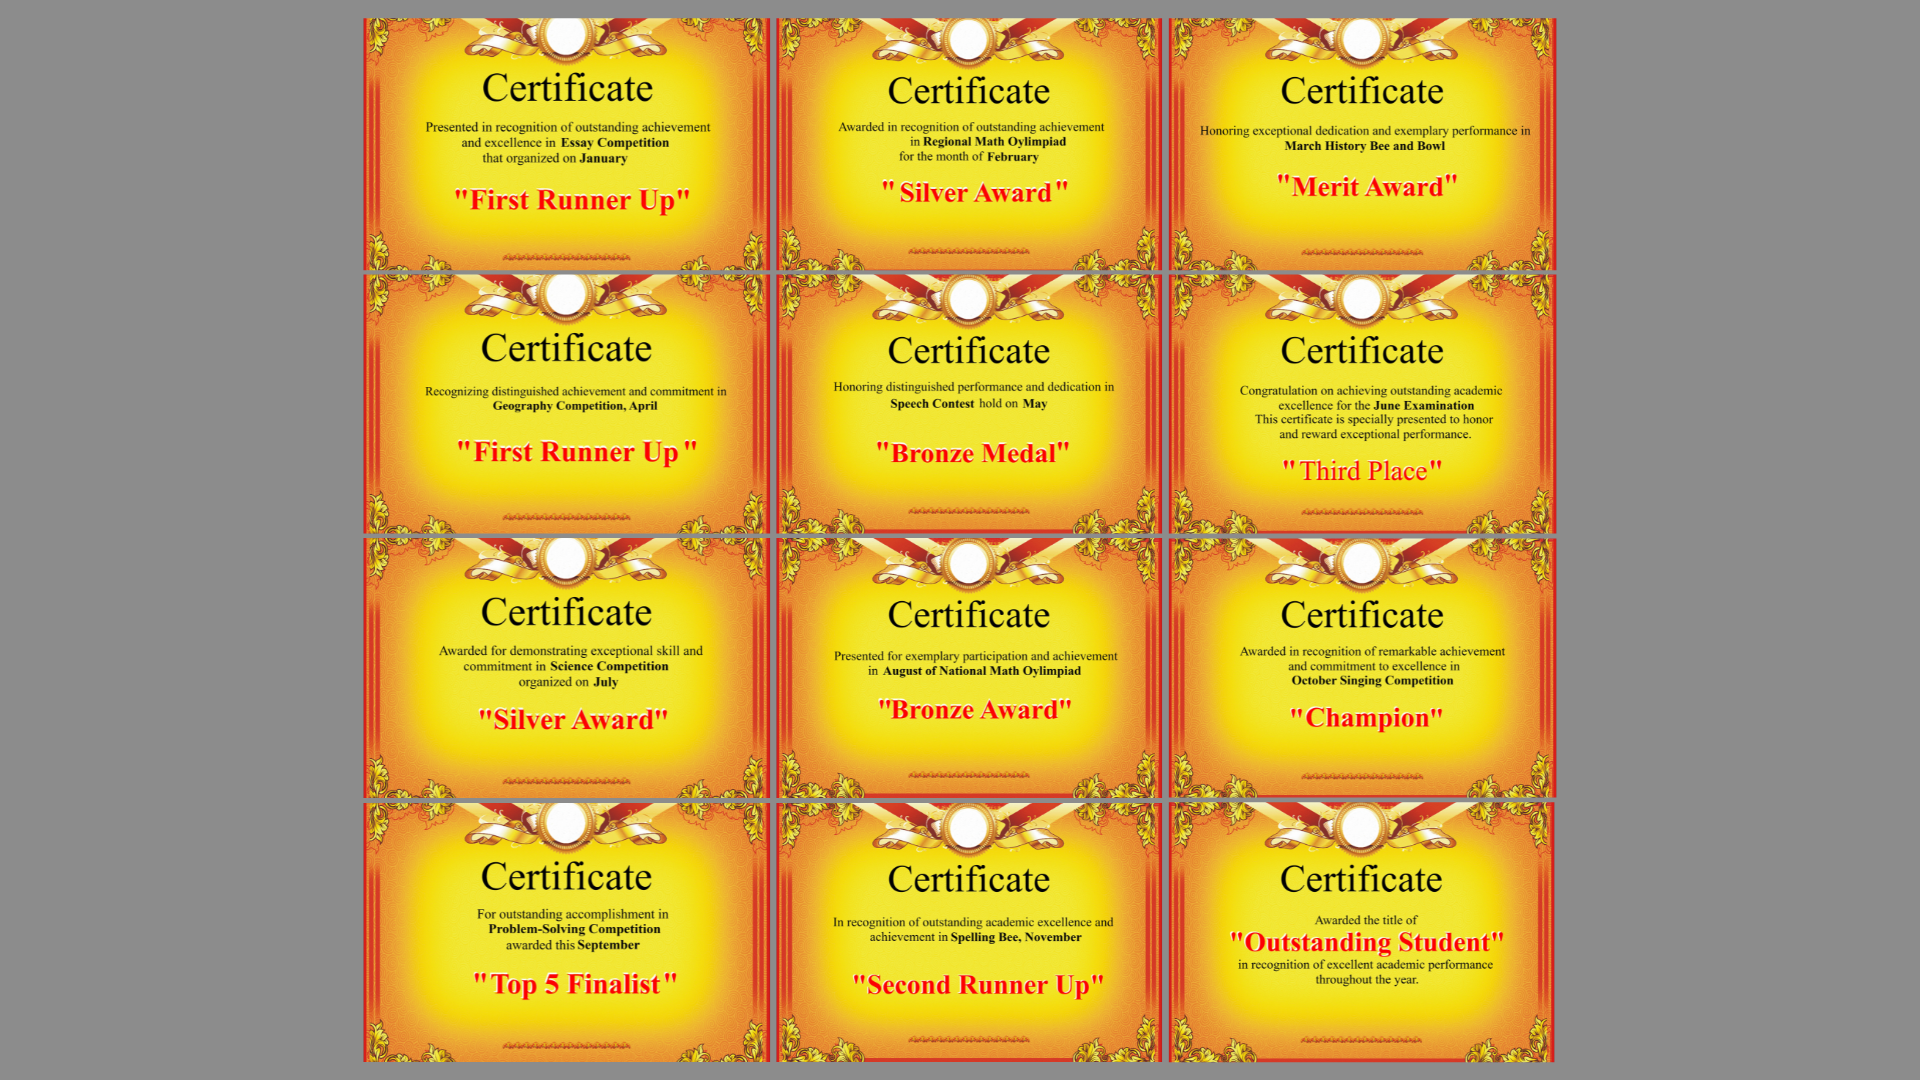 Certificate
Presented in recognition of outstanding achievement
and excellence in Essay Competition
that organized on January
"First Runner Up"
Certificate
Awarded in recognition of outstanding achievement
in Regional Math Oylimpiad
for the month of February
"Silver Award"
Certificate
Honoring exceptional dedication and exemplary performance in
March History Bee and Bowl
"Merit Award"
Certificate
Recognizing distinguished achievement and commitment in
Geography Competition, April
"First Runner Up"
Certificate
Honoring distinguished performance and dedication in
Speech Contest hold on May
"Bronze Medal"
Certificate
Congratulation on achieving outstanding academic
excellence for the June Examination
This certificate is specially presented to honor
and reward exceptional performance.
"Third Place"
Certificate
Awarded for demonstrating exceptional skill and
commitment in Science Competition
organized on July
"Silver Award"
Certificate
Presented for exemplary participation and achievement
in August of National Math Oylimpiad
"Bronze Award"
Certificate
Awarded in recognition of remarkable achievement
and commitment to excellence in
October Singing Competition
"Champion"
Certificate
For outstanding accomplishment in
Problem-Solving Competition
awarded this September
"Top 5 Finalist"
Certificate
In recognition of outstanding academic excellence and
achievement in Spelling Bee, November
"Second Runner Up"
Certificate
Awarded the title of
"Outstanding Student"
in recognition of excellent academic performance
throughout the year.